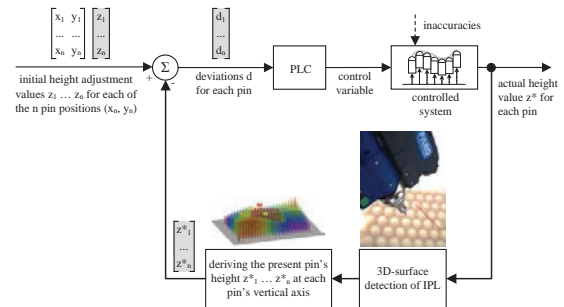 x1 y1 z1
... ... ...
xn yn zn
d1
...
dn
inaccuracies
Σ
+
-
PLC
initial height adjustment
values z1 … zn for each of
the n pin positions (xn, yn)
deviations d
for each pin
control
variable
controlled
system
actual height
value z* for
each pin
z*1
...
z*n
deriving the present pin's
height z*1 … z*n at each
pin's vertical axis
3D-surface
detection of IPL